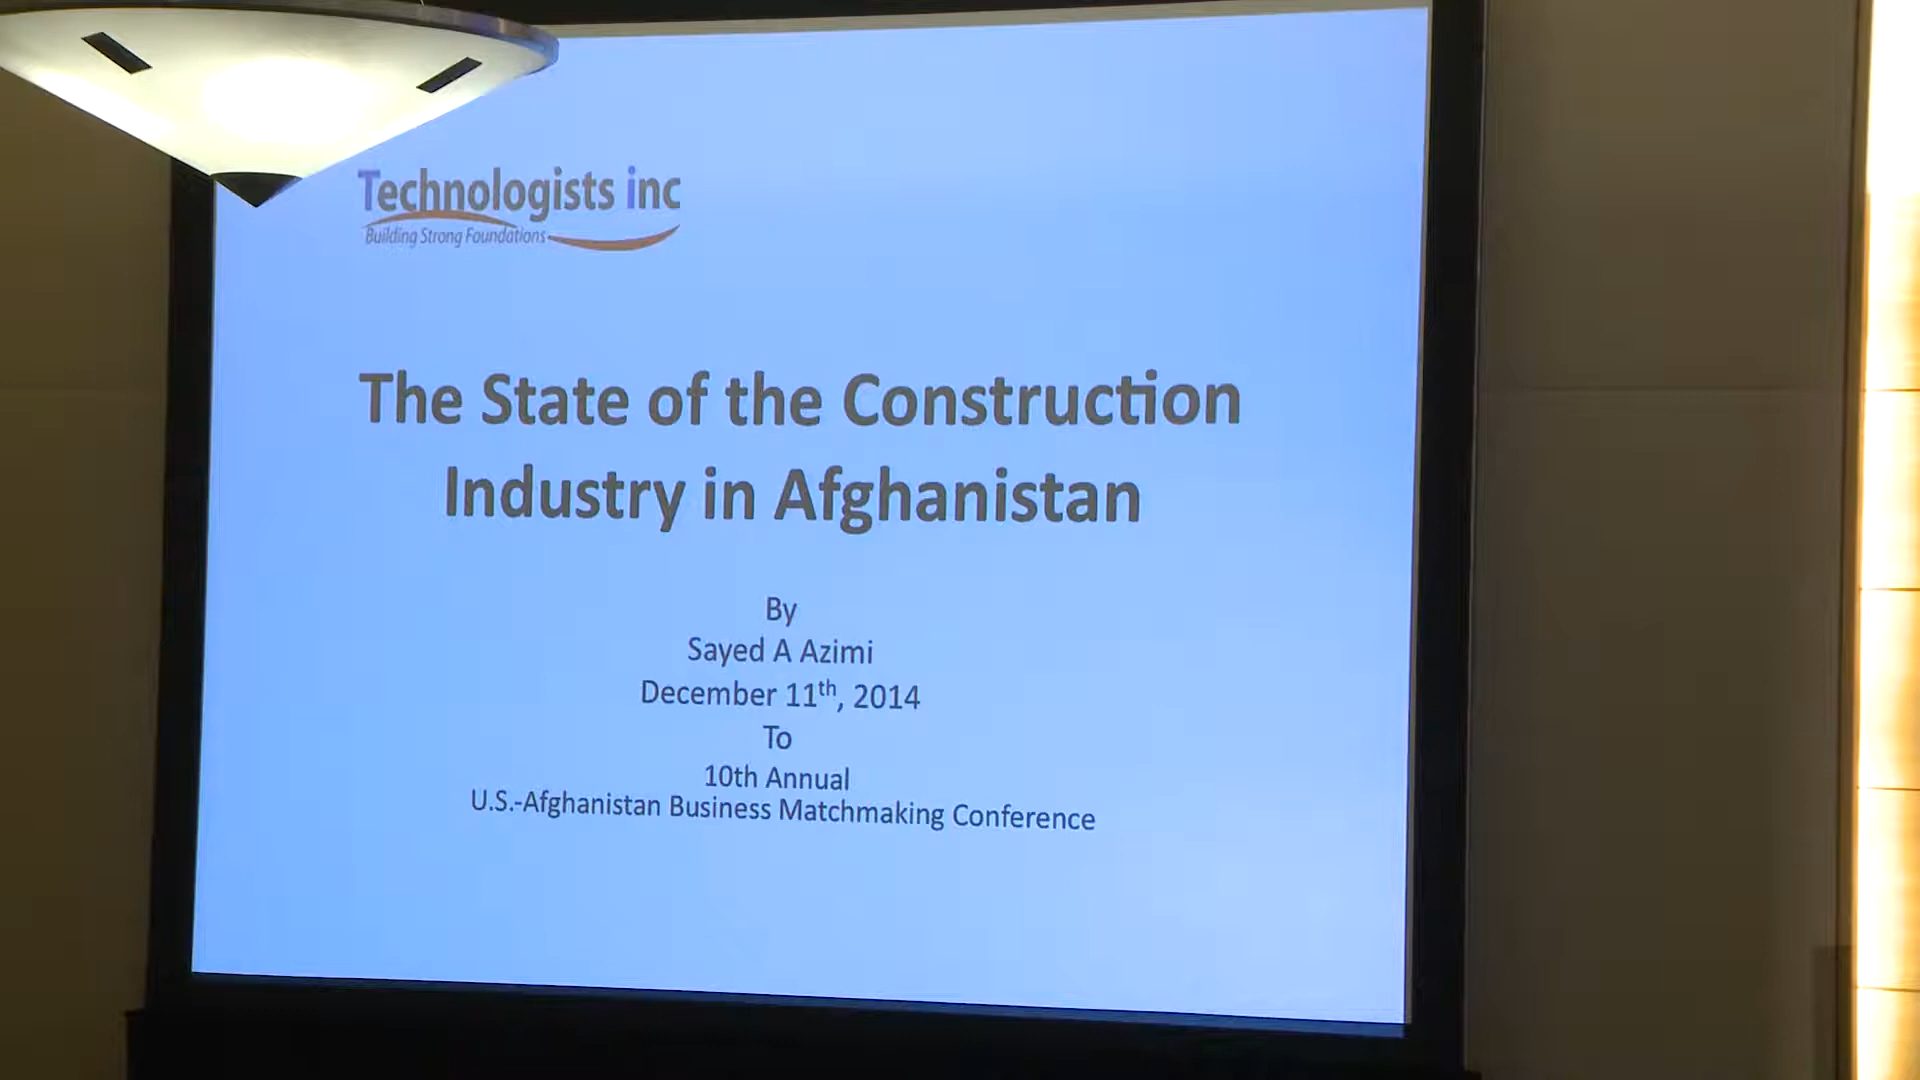 Technologists inc
Building Strong Foundations
The State of the Construction
Industry in Afghanistan
By
Sayed A Azimi
December 11th, 2014
To
10th Annual
U.S.-Afghanistan Business Matchmaking Conference